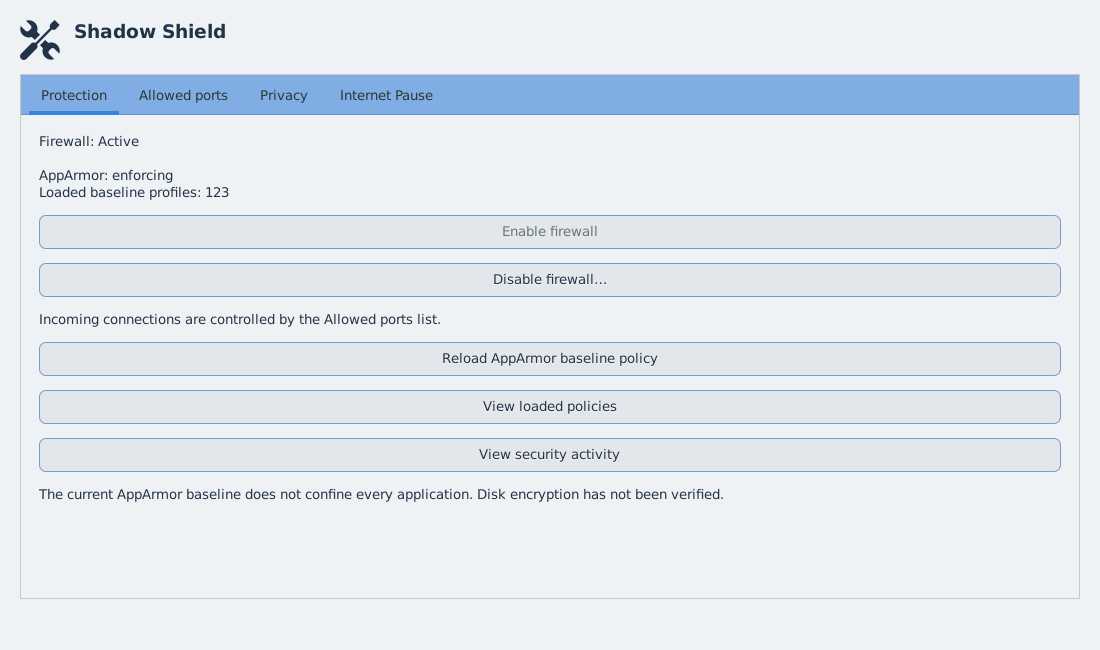 Shadow Shield
Protection
Allowed ports
Privacy
Internet Pause
Firewall: Active
AppArmor: enforcing
Loaded baseline profiles: 123
Enable firewall
Disable firewall...
Incoming connections are controlled by the Allowed ports list.
Reload AppArmor baseline policy
View loaded policies
View security activity
The current AppArmor baseline does not confine every application. Disk encryption has not been verified.